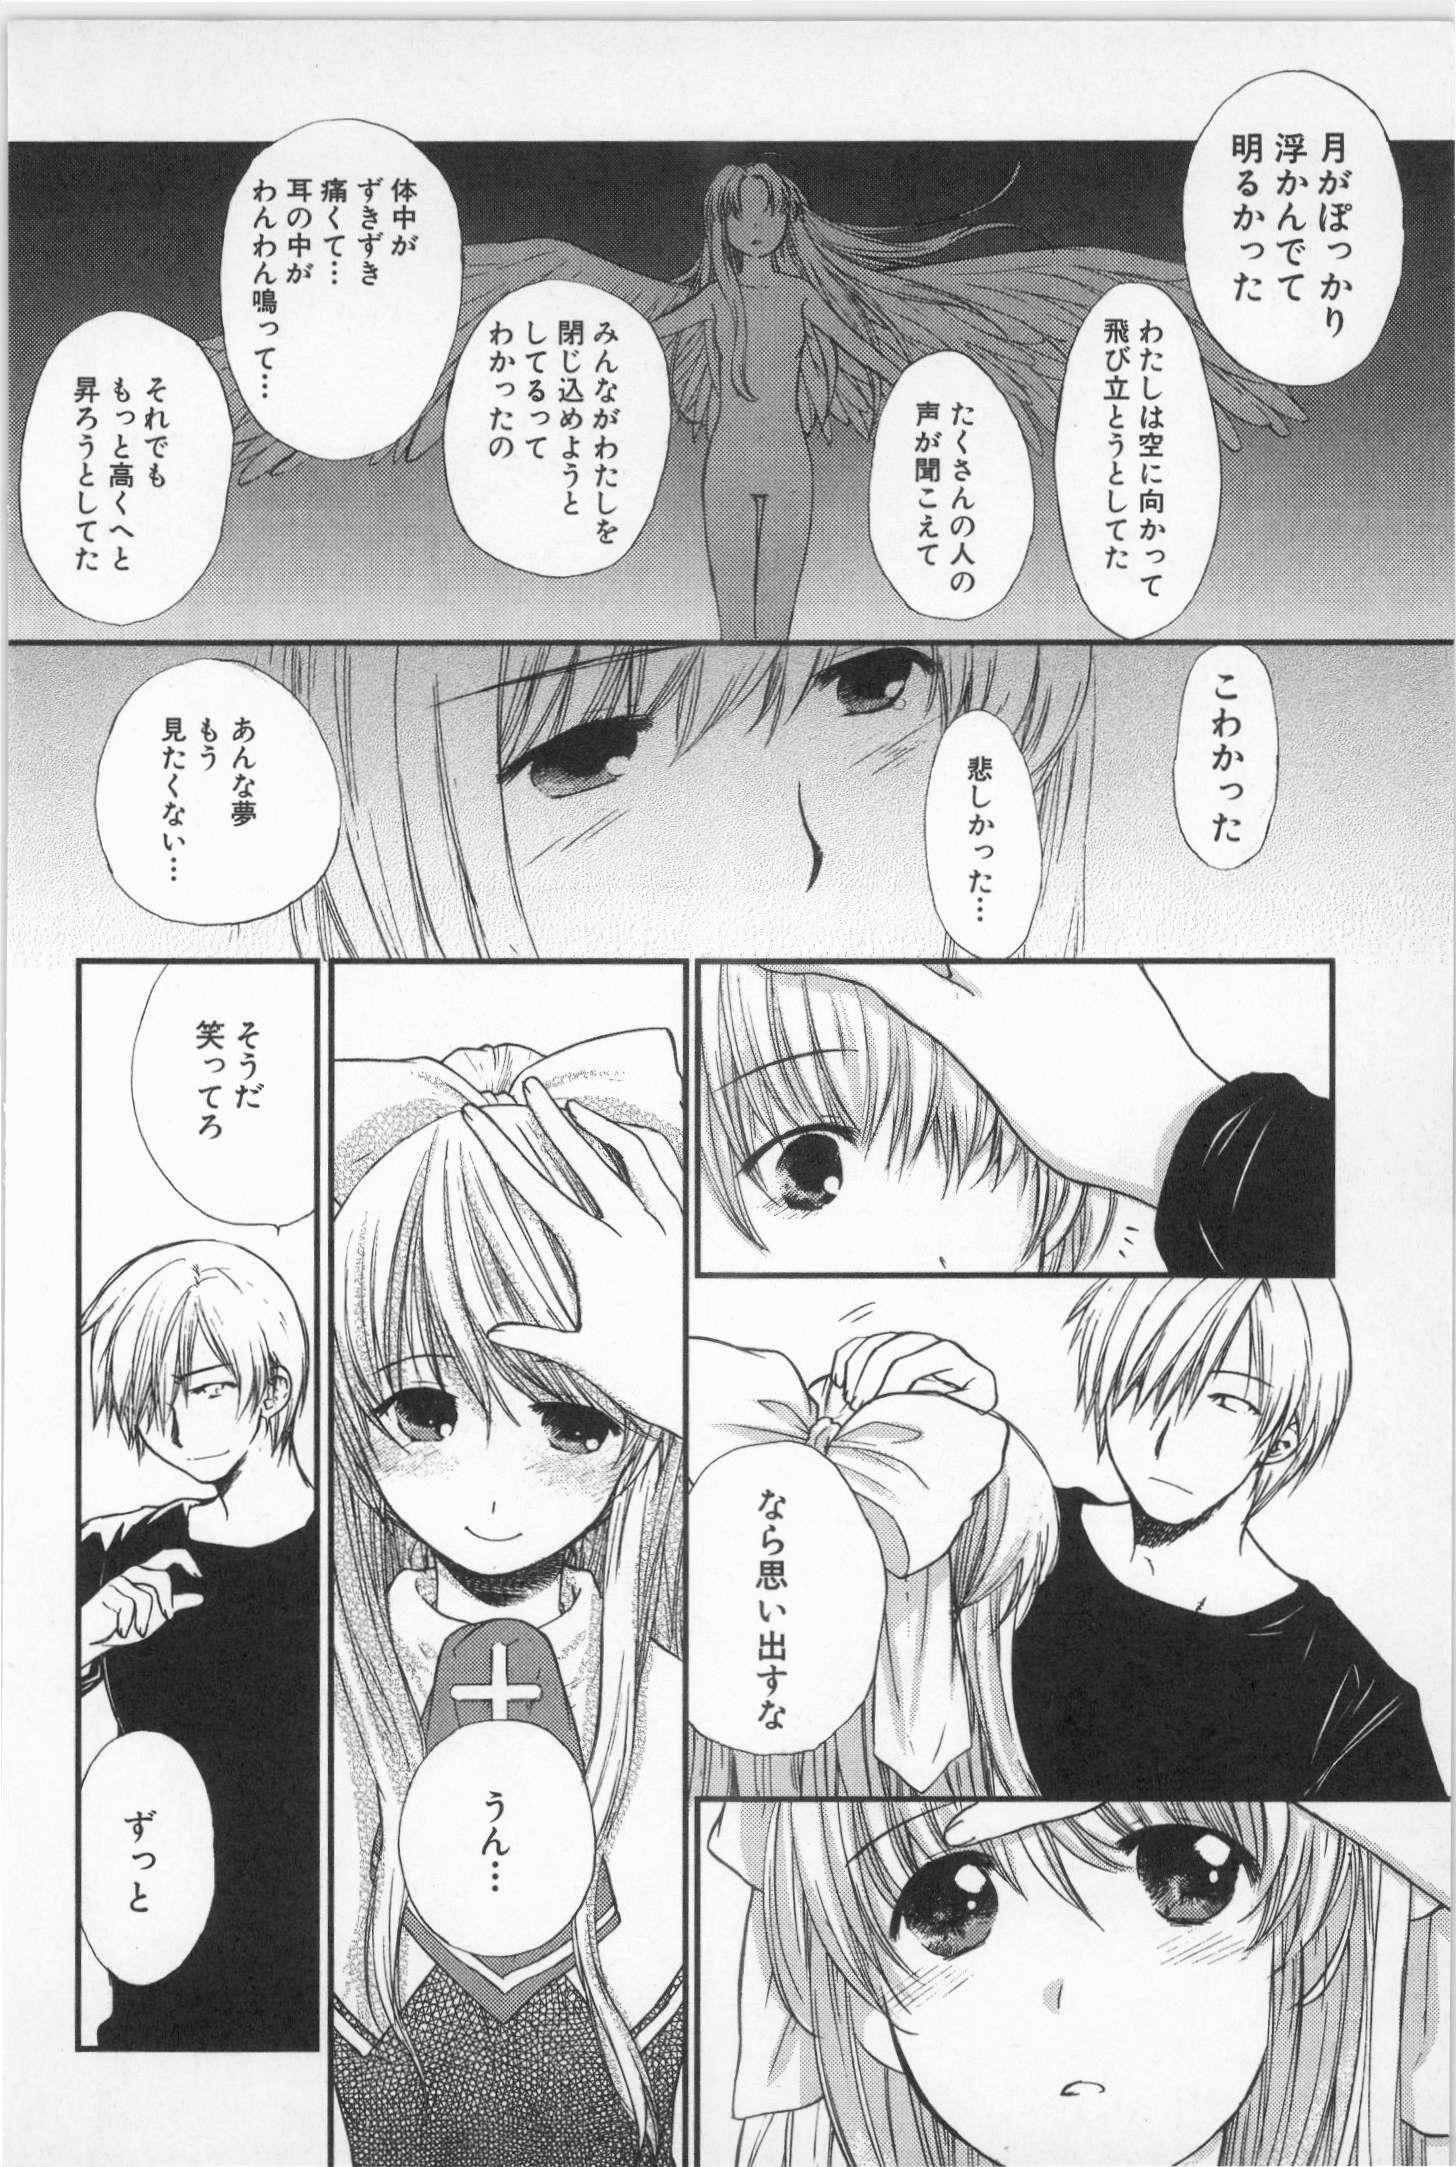 月がぽっかり
浮かんでて
明るかった
わたしは空に向かって
飛び立とうとしてた
たくさんの人の
声が聞こえて
みんながわたしを
閉じ込めようと
してるって
わかったの
体中が
ずきずき
痛くて…
耳の中が
わんわん鳴って…
それでも
もっと高くへと
昇ろうとしてた
こわかった
悲しかった…
あんな夢
もう
見たくない…
なら思い出すな
うん…
そうだ
笑ってろ
ずっと